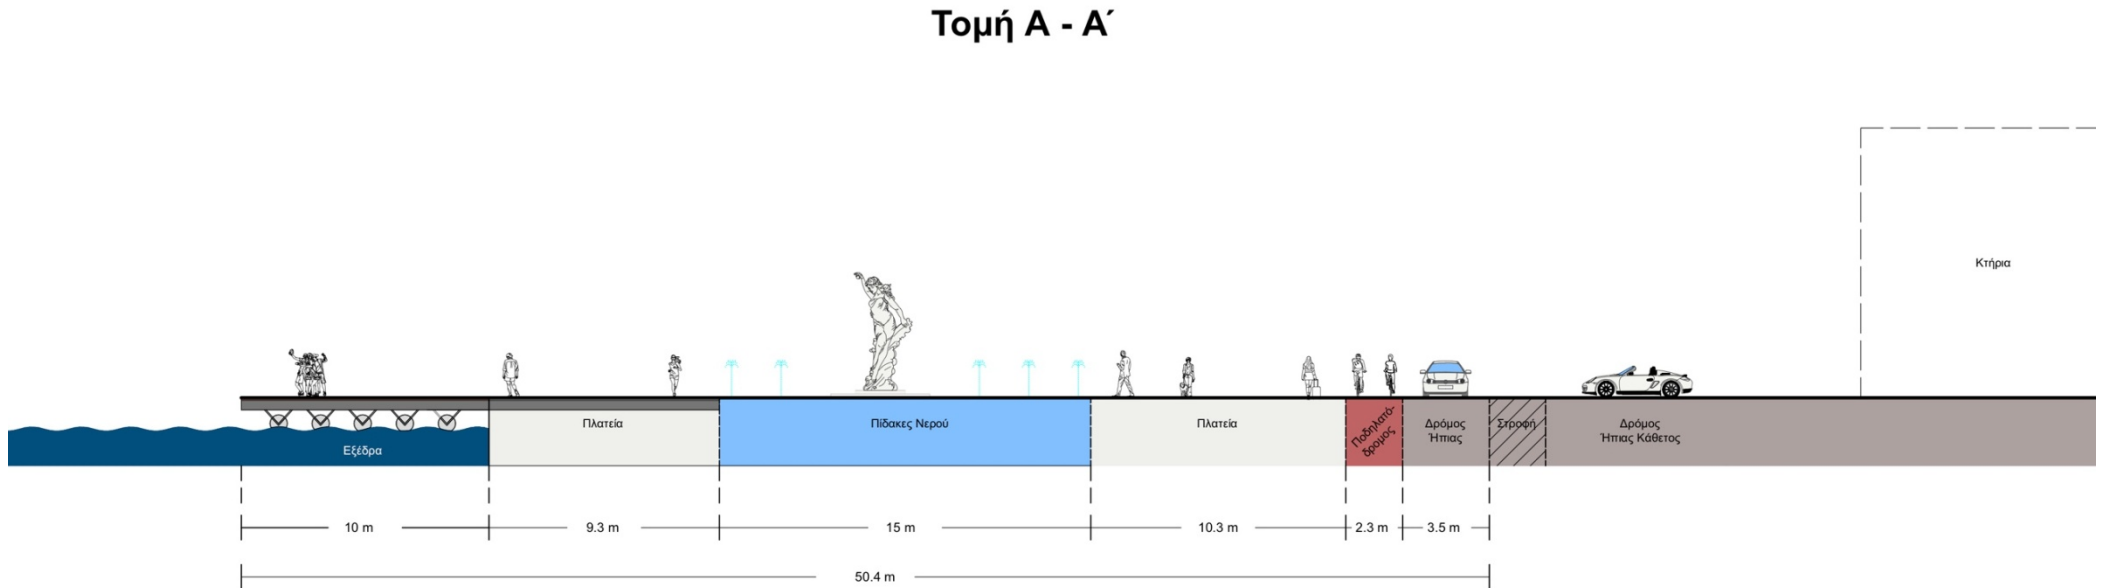 Τομή Α - Α΄
Κτήρια
Εξέδρα
Πλατεία
Πίδακες Νερού
Πλατεία
Ποδηλατό-
δρομος
Δρόμος
Ήπιας
Στροφή
Δρόμος
Ήπιας Κάθετος
10 m
9.3 m
15 m
10.3 m
2.3 m
3.5 m
50.4 m